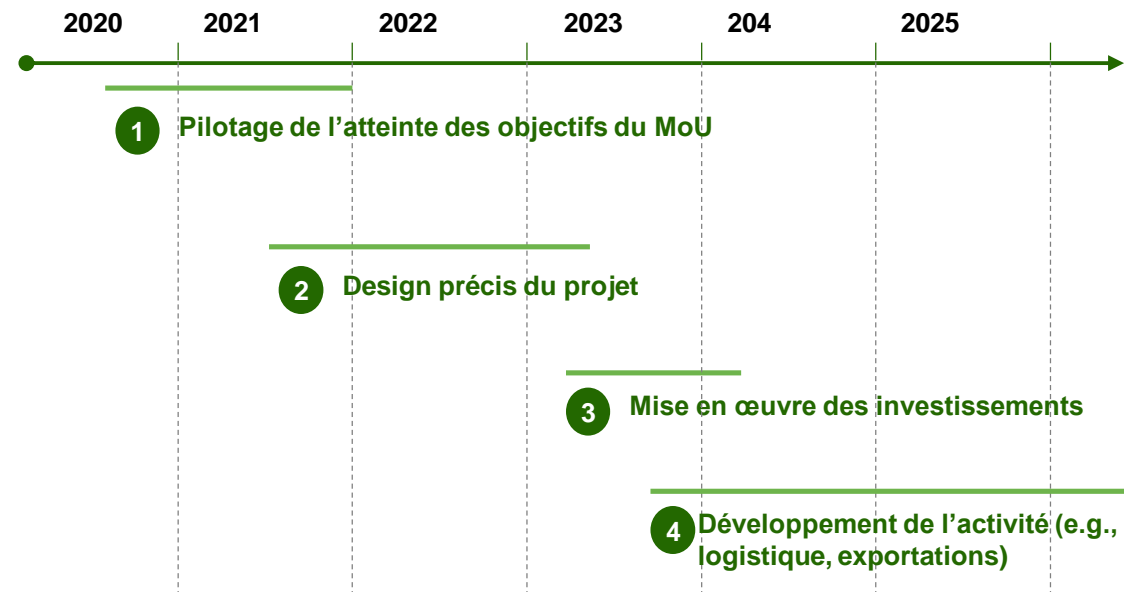 2020 2021 2022 2023 204 2025
1 Pilotage de l’atteinte des objectifs du MoU
2 Design précis du projet
3 Mise en œuvre des investissements
4 Développement de l’activité (e.g.,
logistique, exportations)